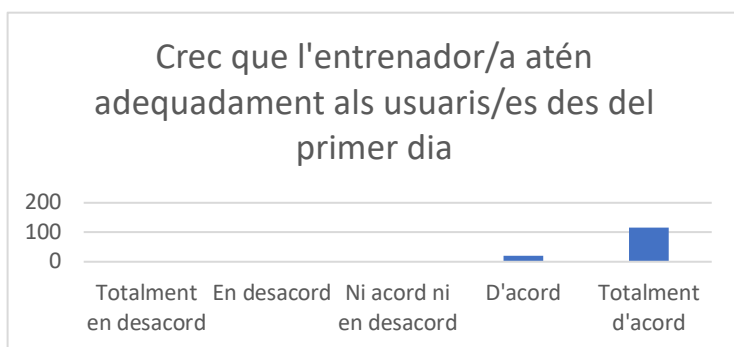 Crec que l'entrenador/a atén
adequadament als usuaris/es des del
primer dia
200
100
0
Totalment
en desacord
En desacord
Ni acord ni
en desacord
D'acord
Totalment
d'acord